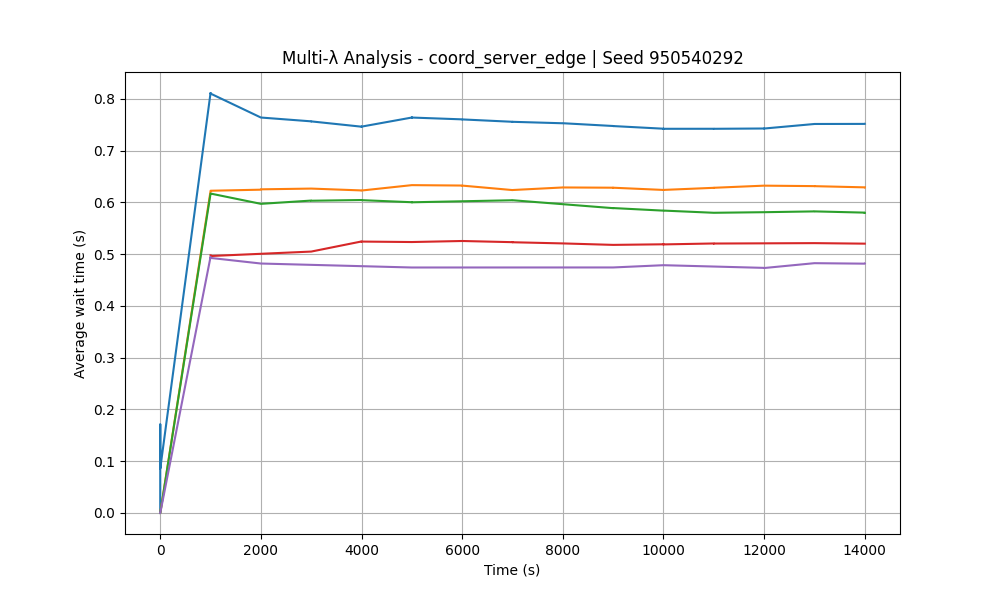 Multi-λ Analysis - coord_server_edge | Seed 950540292
Average wait time (s)
0.8
0.7
0.6
0.5
0.4
0.3
0.2
0.1
0.0
0 2000 4000 6000 8000 10000 12000 14000
Time (s)